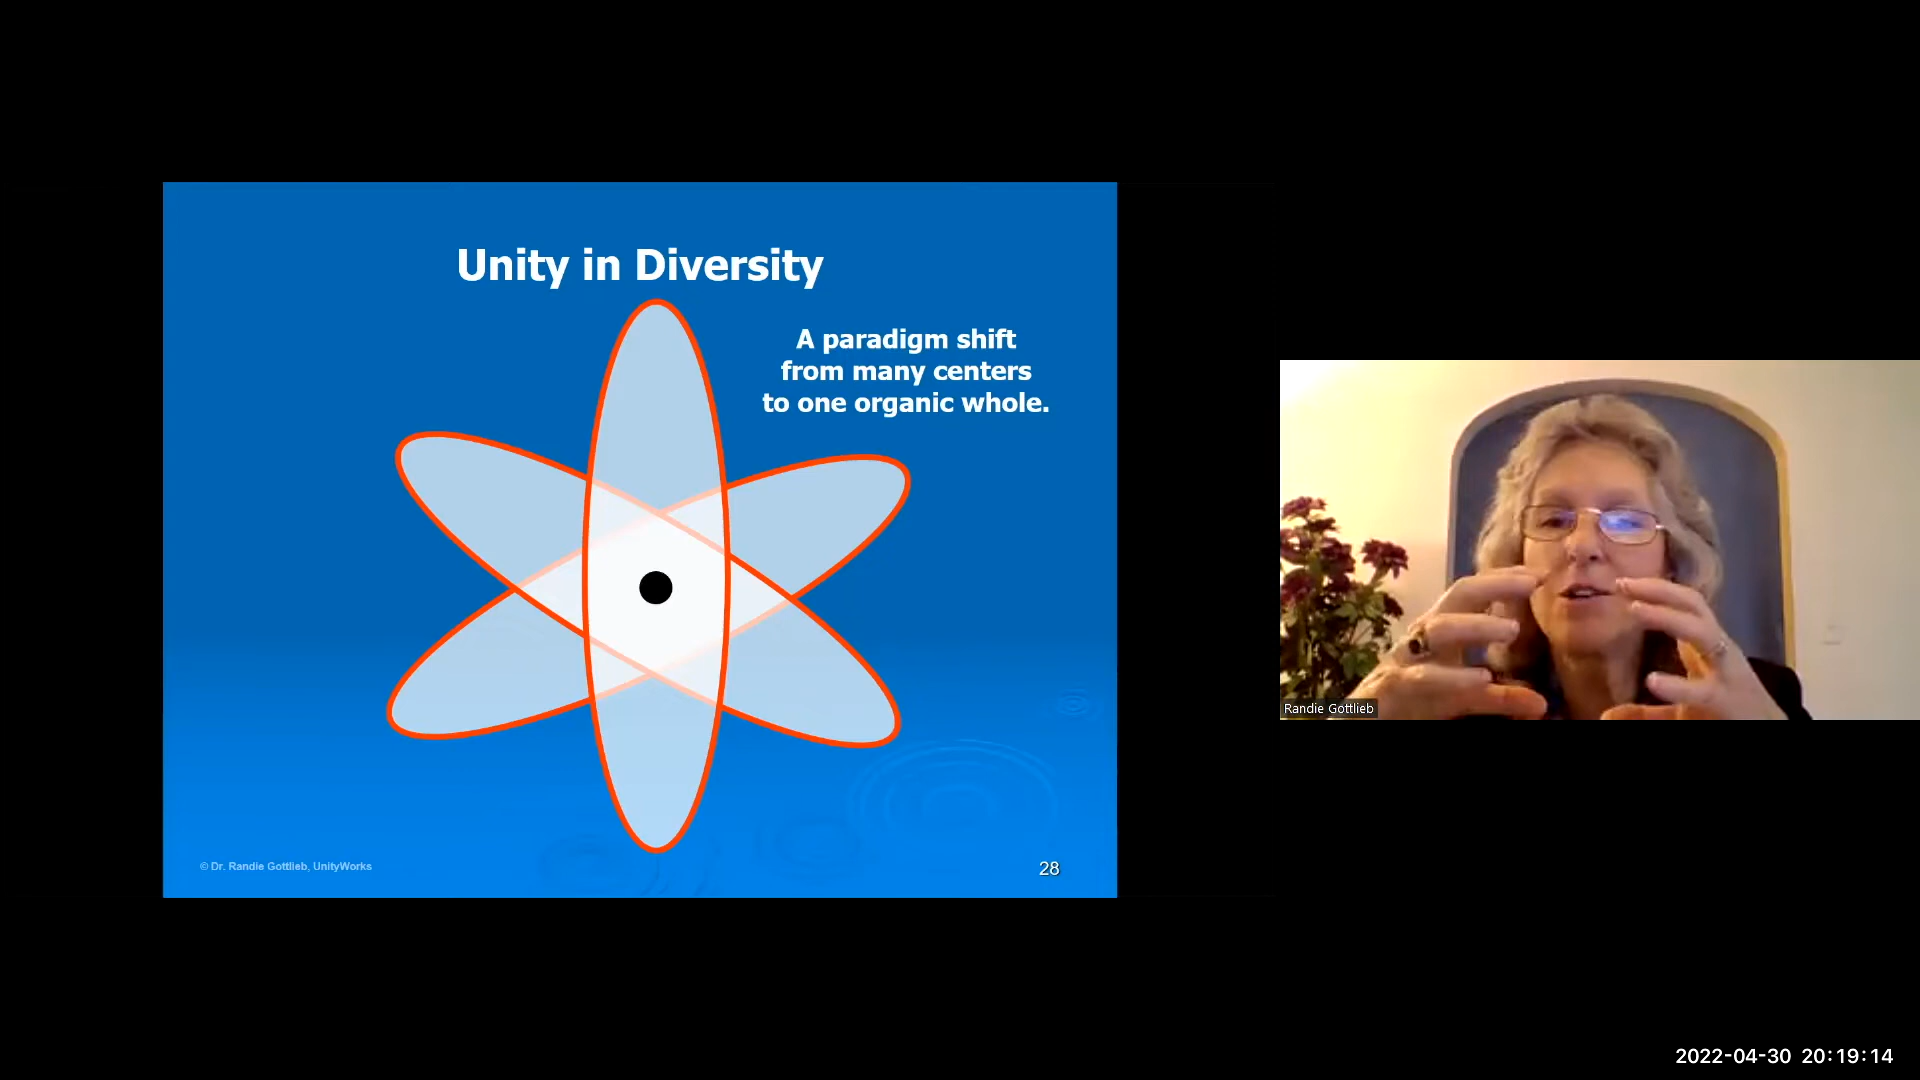 Unity in Diversity
A paradigm shift
from many centers
to one organic whole.
© Dr. Randie Gottlieb, UnityWorks
28
Randie Gottlieb
2022-04-30 20:19:14